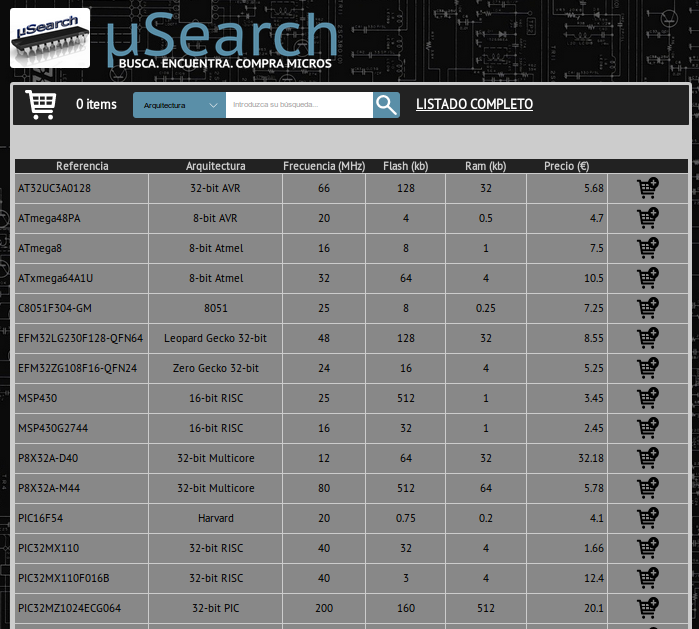 µSearch
µSearch
BUSCA. ENCUENTRA. COMPRA MICROS
0 items Arquitectura Introduzca su búsqueda... LISTADO COMPLETO
Referencia Arquitectura Frecuencia (MHz) Flash (kb) Ram (kb) Precio (€)
AT32UC3A0128 32-bit AVR 66 128 32 5.68
ATmega48PA 8-bit AVR 20 4 0.5 4.7
ATmega8 8-bit Atmel 16 8 1 7.5
ATxmega64A1U 8-bit Atmel 32 64 4 10.5
C8051F304-GM 8051 25 8 0.25 7.25
EFM32LG230F128-QFN64 Leopard Gecko 32-bit 48 128 32 8.55
EFM32ZG108F16-QFN24 Zero Gecko 32-bit 24 16 4 5.25
MSP430 16-bit RISC 25 512 1 3.45
MSP430G2744 16-bit RISC 16 32 1 2.45
P8X32A-D40 32-bit Multicore 12 64 32 32.18
P8X32A-M44 32-bit Multicore 80 512 64 5.78
PIC16F54 Harvard 20 0.75 0.2 4.1
PIC32MX110 32-bit RISC 40 32 4 1.66
PIC32MX110F016B 32-bit RISC 40 3 4 12.4
PIC32MZ1024ECG064 32-bit PIC 200 160 512 20.1